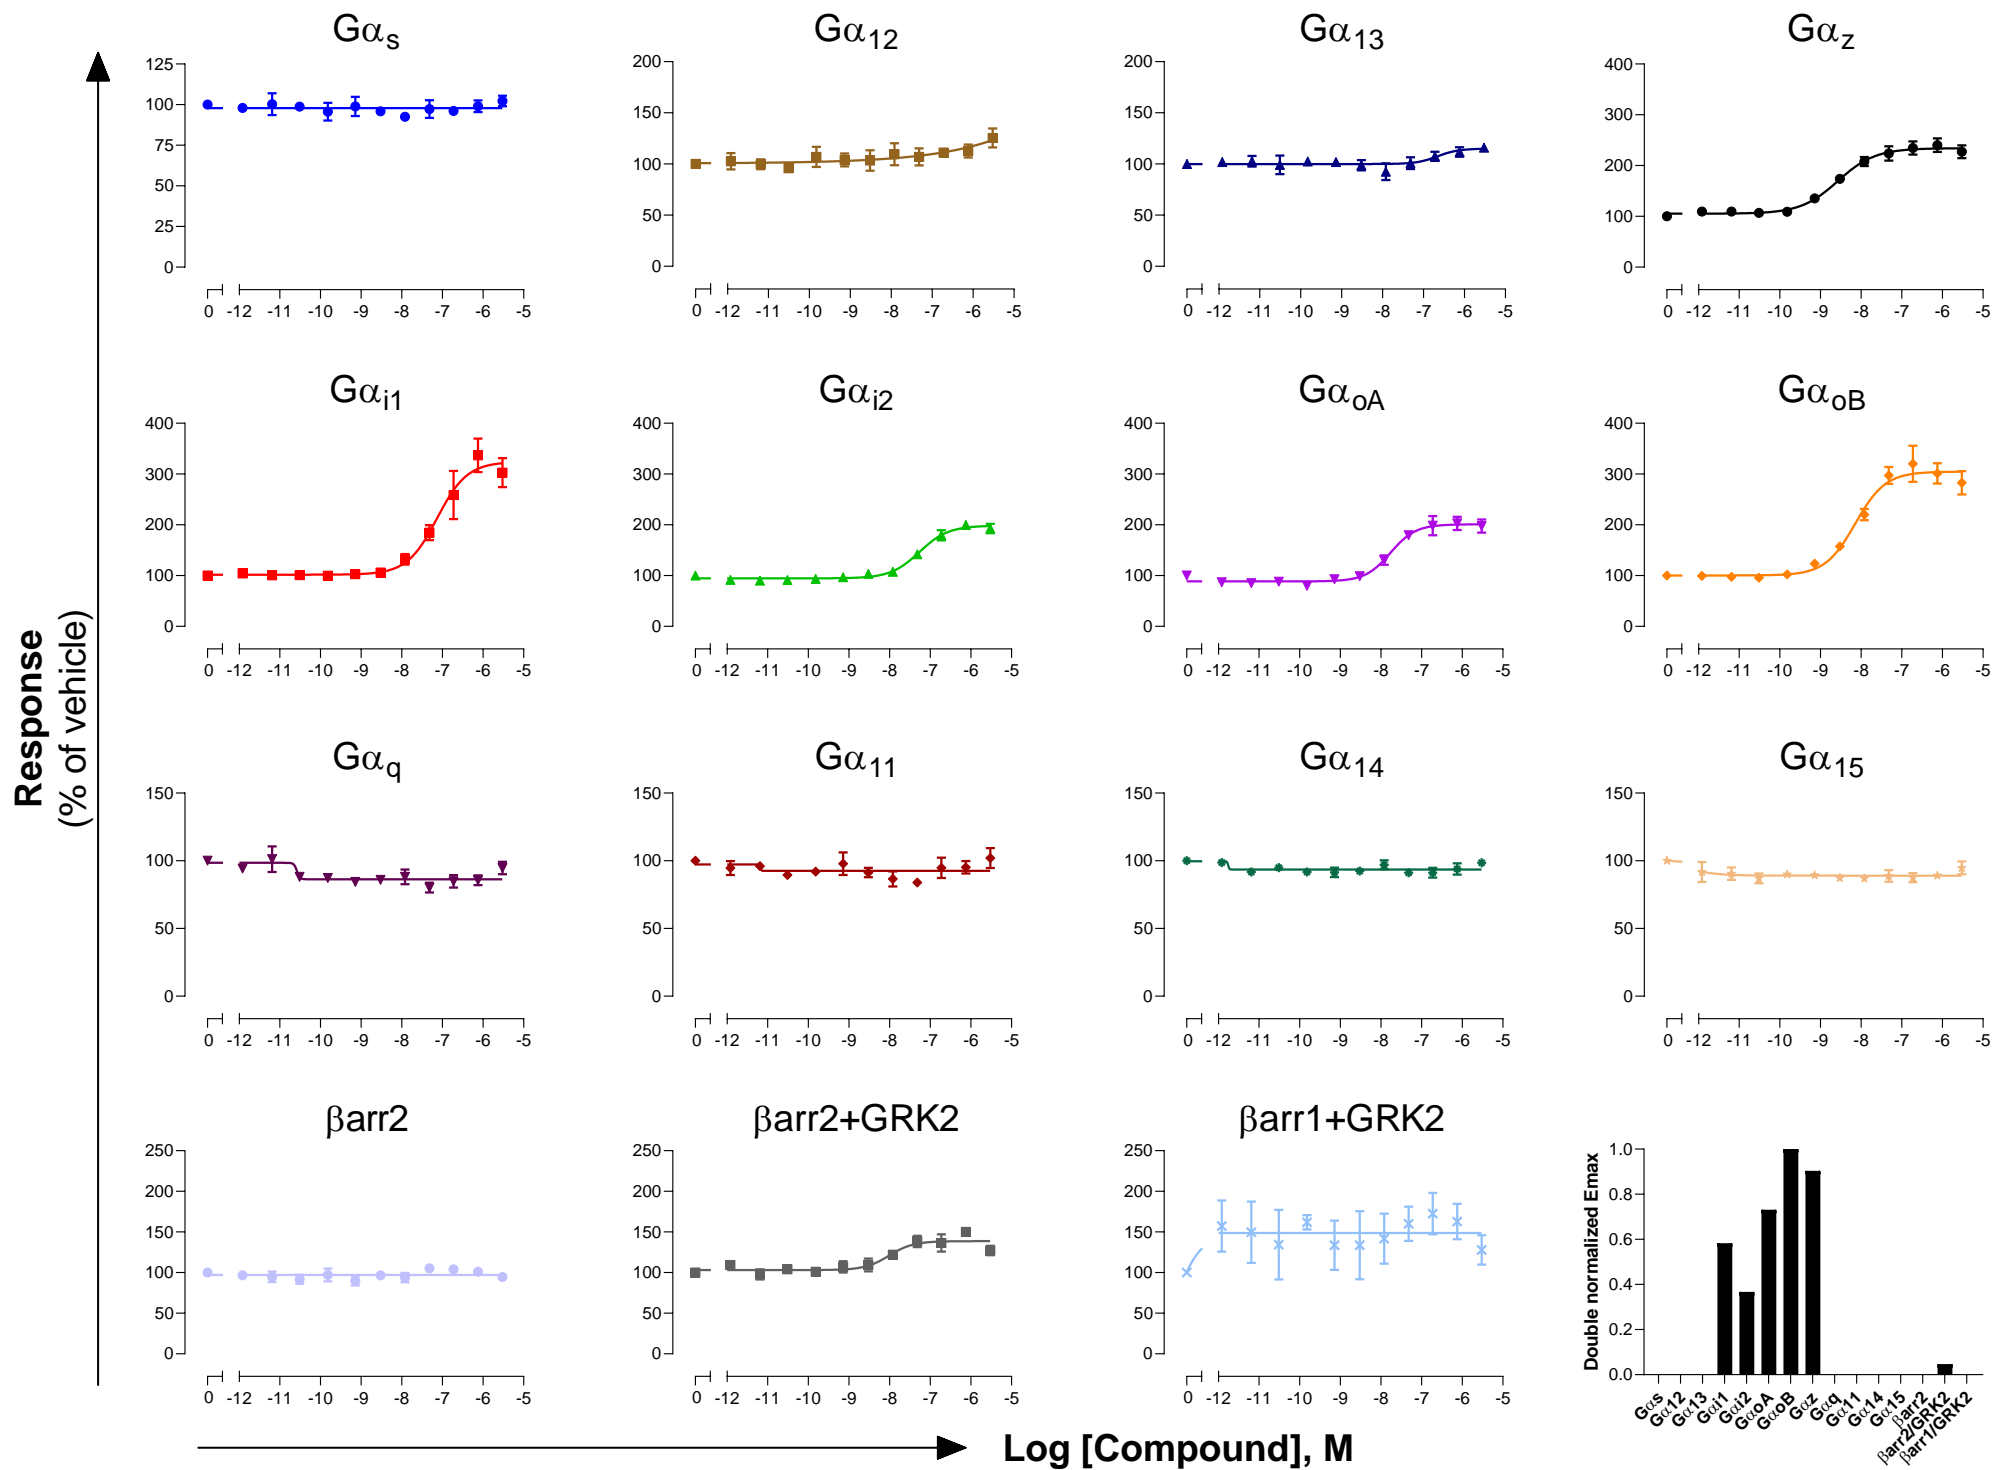 Gαs Gα12 Gα13 Gαz
125 200 200 400
100 150 150 300
75 100 100 200
50 50 50 100
25
0 0 0 0
0 -12 -11 -10 -9 -8 -7 -6 -5 0 -12 -11 -10 -9 -8 -7 -6 -5 0 -12 -11 -10 -9 -8 -7 -6 -5 0 -12 -11 -10 -9 -8 -7 -6 -5
Gαi1 Gαi2 GαoA GαoB
400 400 400 400
300 300 300 300
200 200 200 200
100 100 100 100
0 0 0 0
0 -12 -11 -10 -9 -8 -7 -6 -5 0 -12 -11 -10 -9 -8 -7 -6 -5 0 -12 -11 -10 -9 -8 -7 -6 -5 0 -12 -11 -10 -9 -8 -7 -6 -5
Response
(% of vehicle)
Gαq Gα11 Gα14 Gα15
150 150 150 150
100 100 100 100
50 50 50 50
0 0 0 0
0 -12 -11 -10 -9 -8 -7 -6 -5 0 -12 -11 -10 -9 -8 -7 -6 -5 0 -12 -11 -10 -9 -8 -7 -6 -5 0 -12 -11 -10 -9 -8 -7 -6 -5
βarr2 βarr2+GRK2 βarr1+GRK2
250 250 250
200 200 200
150 150 150
100 100 100
50 50 50
0 0 0
0 -12 -11 -10 -9 -8 -7 -6 -5 0 -12 -11 -10 -9 -8 -7 -6 -5 0 -12 -11 -10 -9 -8 -7 -6 -5
Double normalized Emax
1.0
0.8
0.6
0.4
0.2
0.0
Gαs Gα12 Gα13 Gαi1 Gαi2 GαoA GαoB Gαz Gαq Gα11 Gα14 Gα15 βarr2 βarr2/GRK2 βarr1/GRK2
Log [Compound], M